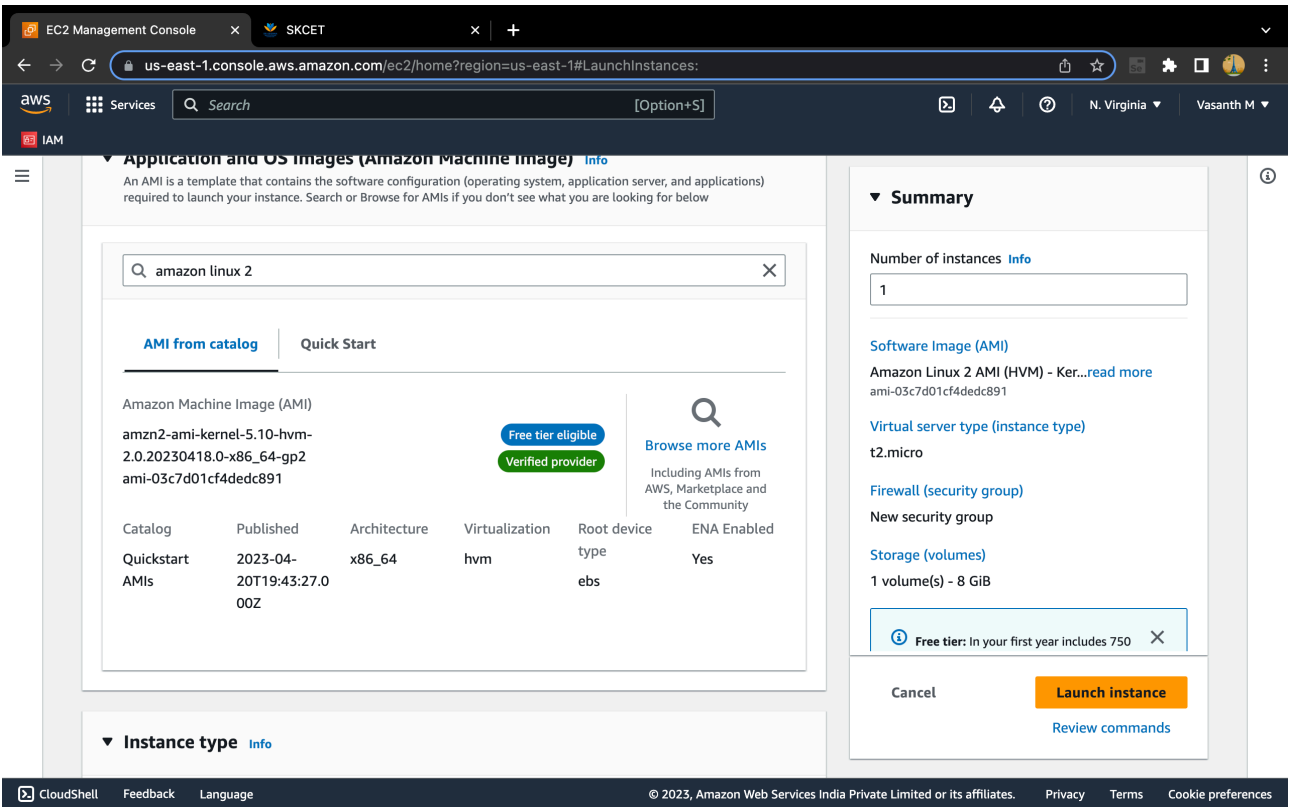 EC2 Management Console
SKCET
us-east-1.console.aws.amazon.com/ec2/home?region=us-east-1#LaunchInstances:
aws
Services
Search
[Option+S]
N. Virginia
Vasanth M
IAM
Application and OS Images (Amazon Machine Image) Info
An AMI is a template that contains the software configuration (operating system, application server, and applications)
required to launch your instance. Search or Browse for AMIs if you don't see what you are looking for below
amazon linux 2
AMI from catalog
Quick Start
Amazon Machine Image (AMI)
amzn2-ami-kernel-5.10-hvm-
2.0.20230418.0-x86_64-gp2
ami-03c7d01cf4dedc891
Free tier eligible
Verified provider
Browse more AMIs
Including AMIs from
AWS, Marketplace and
the Community
Catalog
Quickstart
AMIs
Published
2023-04-
20T19:43:27.0
00Z
Architecture
x86_64
Virtualization
hvm
Root device
type
ebs
ENA Enabled
Yes
Instance type Info
Summary
Number of instances Info
1
Software Image (AMI)
Amazon Linux 2 AMI (HVM) - Ker...read more
ami-03c7d01cf4dedc891
Virtual server type (instance type)
t2.micro
Firewall (security group)
New security group
Storage (volumes)
1 volume(s) - 8 GiB
Free tier: In your first year includes 750
Cancel
Launch instance
Review commands
CloudShell
Feedback
Language
© 2023, Amazon Web Services India Private Limited or its affiliates.
Privacy
Terms
Cookie preferences